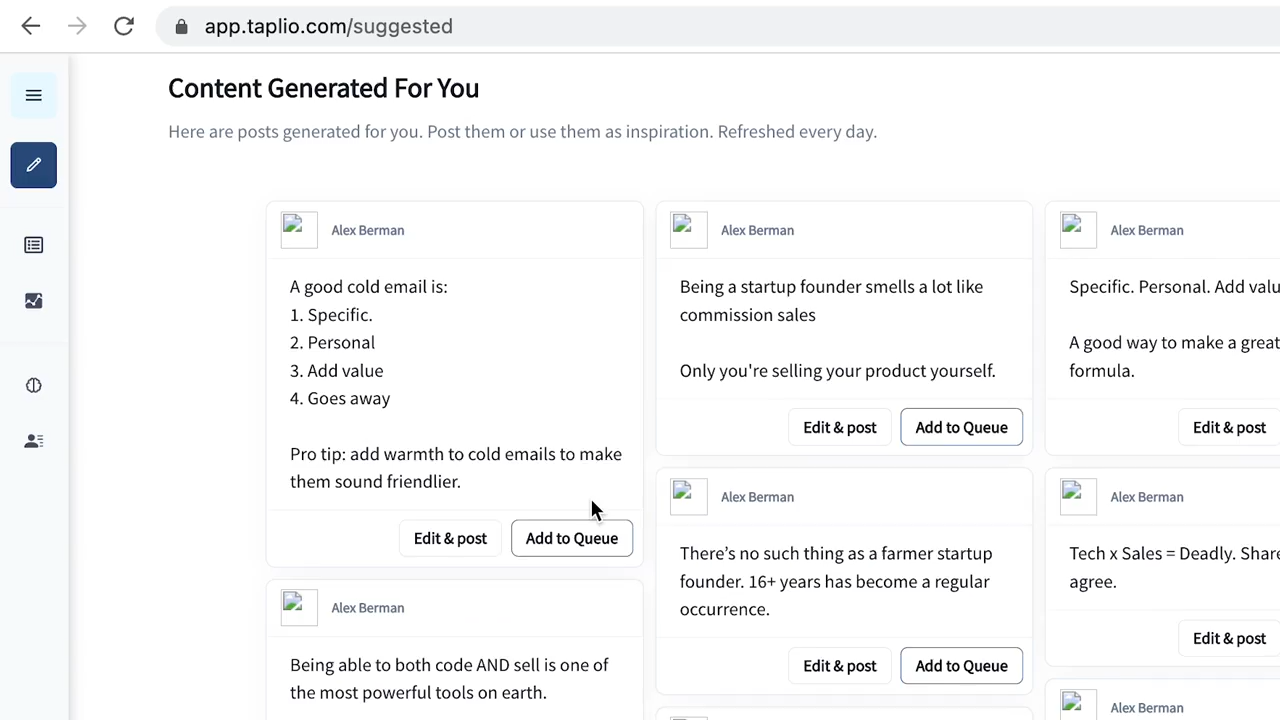 app.taplio.com/suggested
Content Generated For You
Here are posts generated for you. Post them or use them as inspiration. Refreshed every day.
Alex Berman
A good cold email is:
1. Specific.
2. Personal
3. Add value
4. Goes away
Pro tip: add warmth to cold emails to make
them sound friendlier.
Edit & post
Add to Queue
Alex Berman
Being able to both code AND sell is one of
the most powerful tools on earth.
Alex Berman
Being a startup founder smells a lot like
commission sales
Only you're selling your product yourself.
Edit & post
Add to Queue
Alex Berman
There’s no such thing as a farmer startup
founder. 16+ years has become a regular
occurrence.
Edit & post
Add to Queue
Alex Berman
Specific. Personal. Add valu
A good way to make a great
formula.
Edit & post
Alex Berman
Tech x Sales = Deadly. Share
agree.
Edit & post
Alex Berman